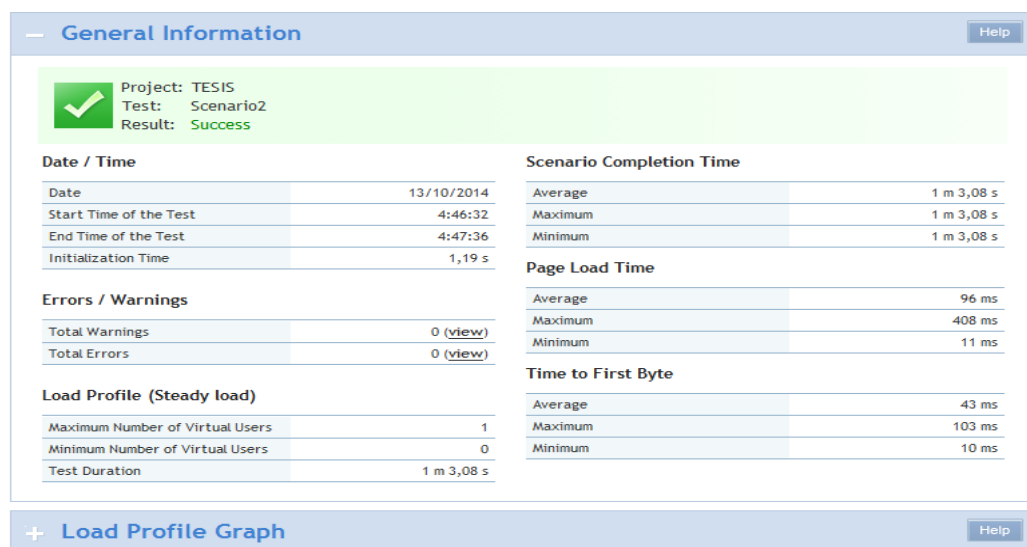 General Information
Help
Project: TESIS
Test: Scenario2
Result: Success
Date / Time
Date 13/10/2014
Start Time of the Test 4:46:32
End Time of the Test 4:47:36
Initialization Time 1,19 s
Errors / Warnings
Total Warnings 0 (view)
Total Errors 0 (view)
Load Profile (Steady load)
Maximum Number of Virtual Users 1
Minimum Number of Virtual Users 0
Test Duration 1 m 3,08 s
Scenario Completion Time
Average 1 m 3,08 s
Maximum 1 m 3,08 s
Minimum 1 m 3,08 s
Page Load Time
Average 96 ms
Maximum 408 ms
Minimum 11 ms
Time to First Byte
Average 43 ms
Maximum 103 ms
Minimum 10 ms
Load Profile Graph
Help